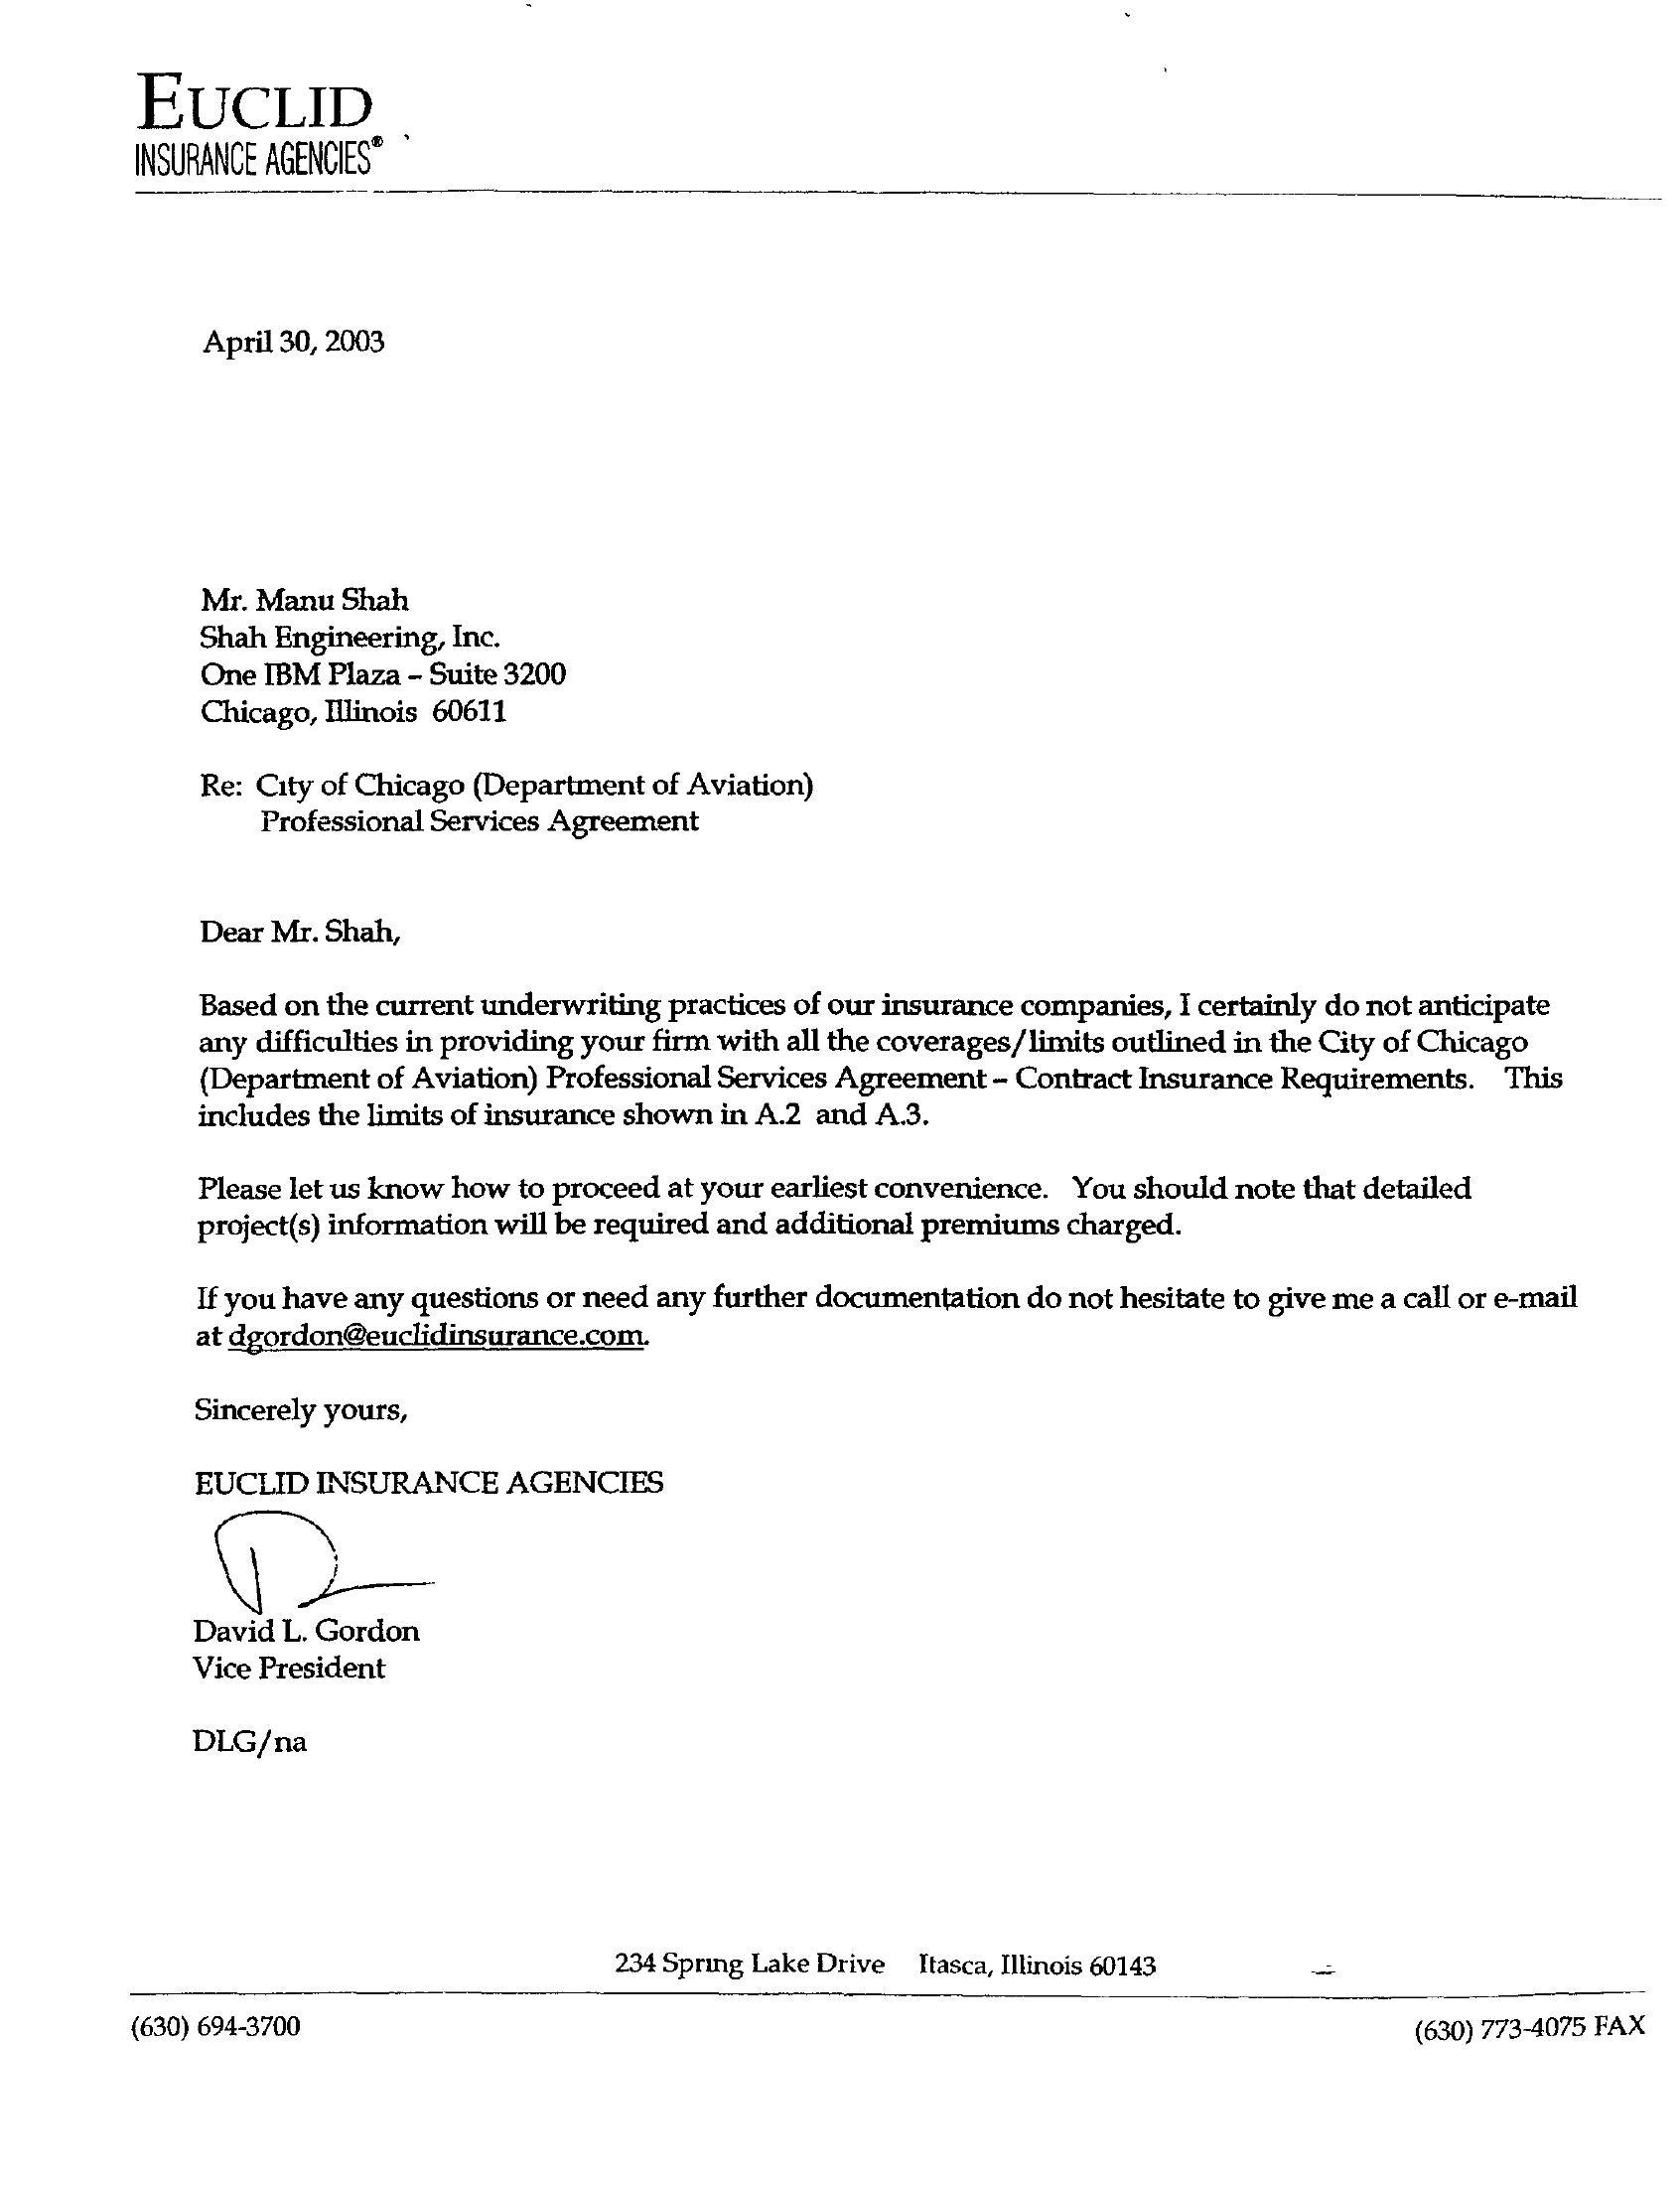 EUCLID
INSURANCE AGENCIES®
April 30, 2003
Mr. Manu Shah
Shah Engineering, Inc.
One IBM Plaza – Suite 3200
Chicago, Illinois 60611
Re: City of Chicago (Department of Aviation)
Professional Services Agreement
Dear Mr. Shah,
Based on the current underwriting practices of our insurance companies, I certainly do not anticipate
any difficulties in providing your firm with all the coverages/limits outlined in the City of Chicago
(Department of Aviation) Professional Services Agreement – Contract Insurance Requirements. This
includes the limits of insurance shown in A.2 and A.3.
Please let us know how to proceed at your earliest convenience. You should note that detailed
project(s) information will be required and additional premiums charged.
If you have any questions or need any further documentation do not hesitate to give me a call or e-mail
at dgordon@euclidinsurance.com.
Sincerely yours,
EUCLID INSURANCE AGENCIES
David L. Gordon
Vice President
DLG/na
234 Spring Lake Drive Itasca, Illinois 60143
(630) 694-3700 (630) 773-4075 FAX